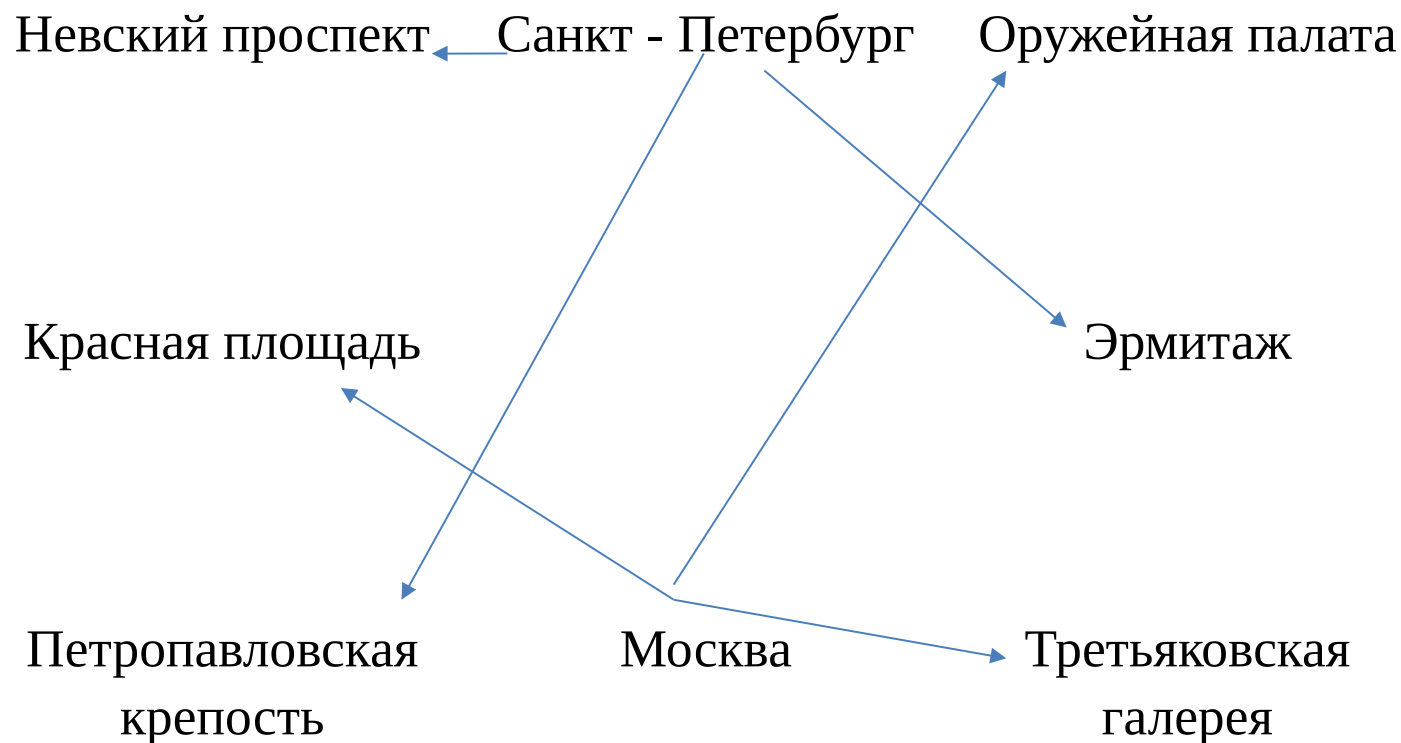 Невский проспект Санкт - Петербург Оружейная палата
Красная площадь Эрмитаж
Петропавловская крепость
Москва
Третьяковская галерея